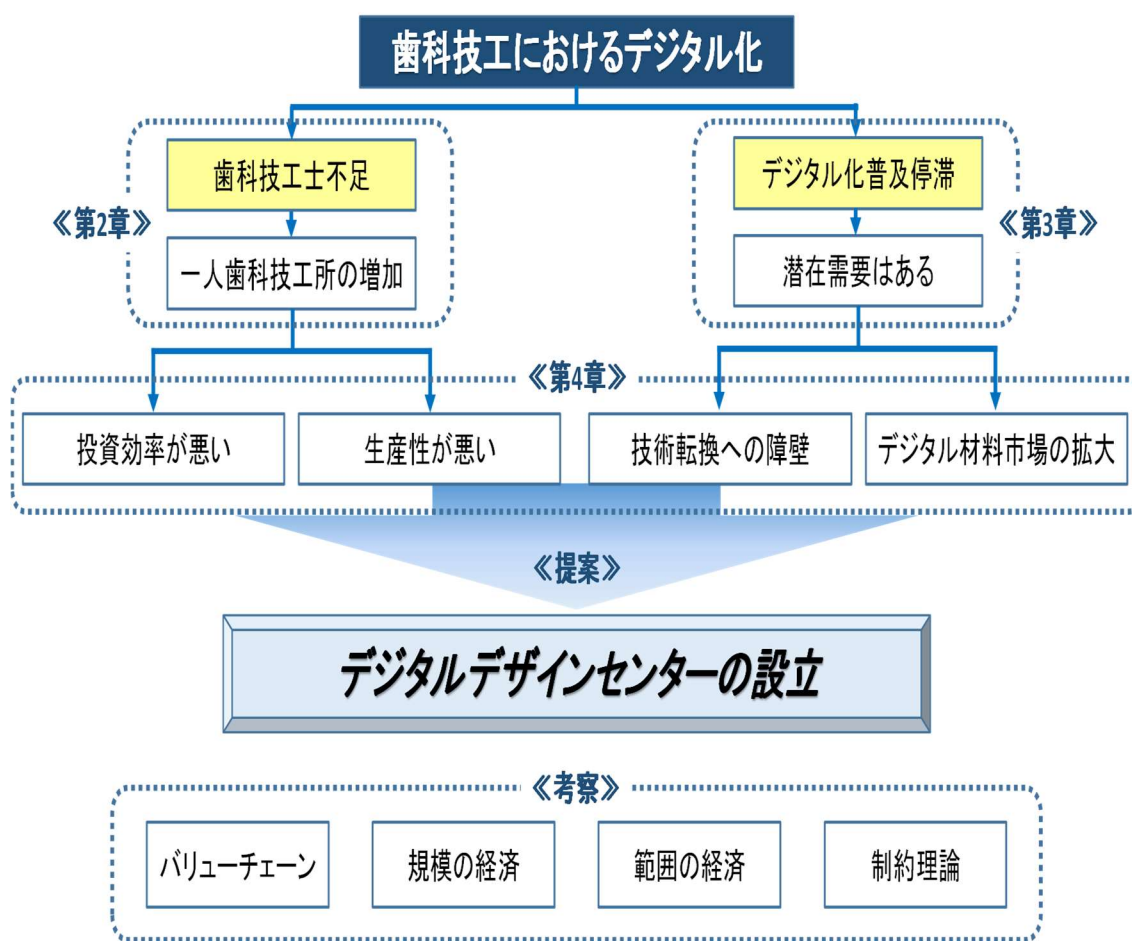 歯科技工におけるデジタル化
歯科技工士不足
デジタル化普及停滞
《第2章》
《第3章》
一人歯科技工所の増加
潜在需要はある
《第4章》
投資効率が悪い
生産性が悪い
技術転換への障壁
デジタル材料市場の拡大
《提案》
デジタルデザインセンターの設立
《考察》
バリューチェーン
規模の経済
範囲の経済
制約理論